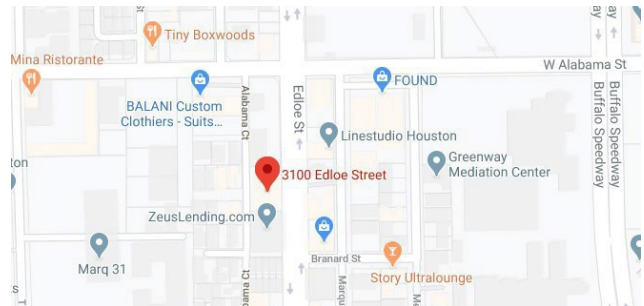 Tiny Boxwoods
Mina Ristorante
W Alabama St
FOUND
BALANI Custom
Clothiers - Suits...
Alabama Ct
Edloe St
Buffalo Speedway
Buffalo Speedway
Linestudio Houston
Greenway
Mediation Center
3100 Edloe Street
ZeusLending.com
Marq 31
Branard St
Story Ultralounge